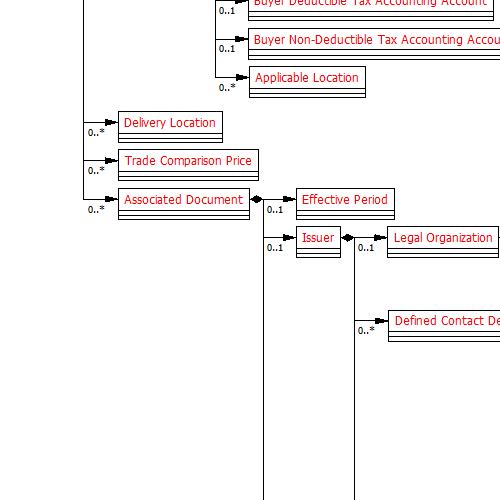 Buyer Deductible Tax Accounting Account
0..1
Buyer Non-Deductible Tax Accounting Accou
0..1
Applicable Location
0..*
Delivery Location
0..*
Trade Comparison Price
0..*
Associated Document
Effective Period
0..*
0..1
Issuer
Legal Organization
0..1
0..1
Defined Contact De
0..*